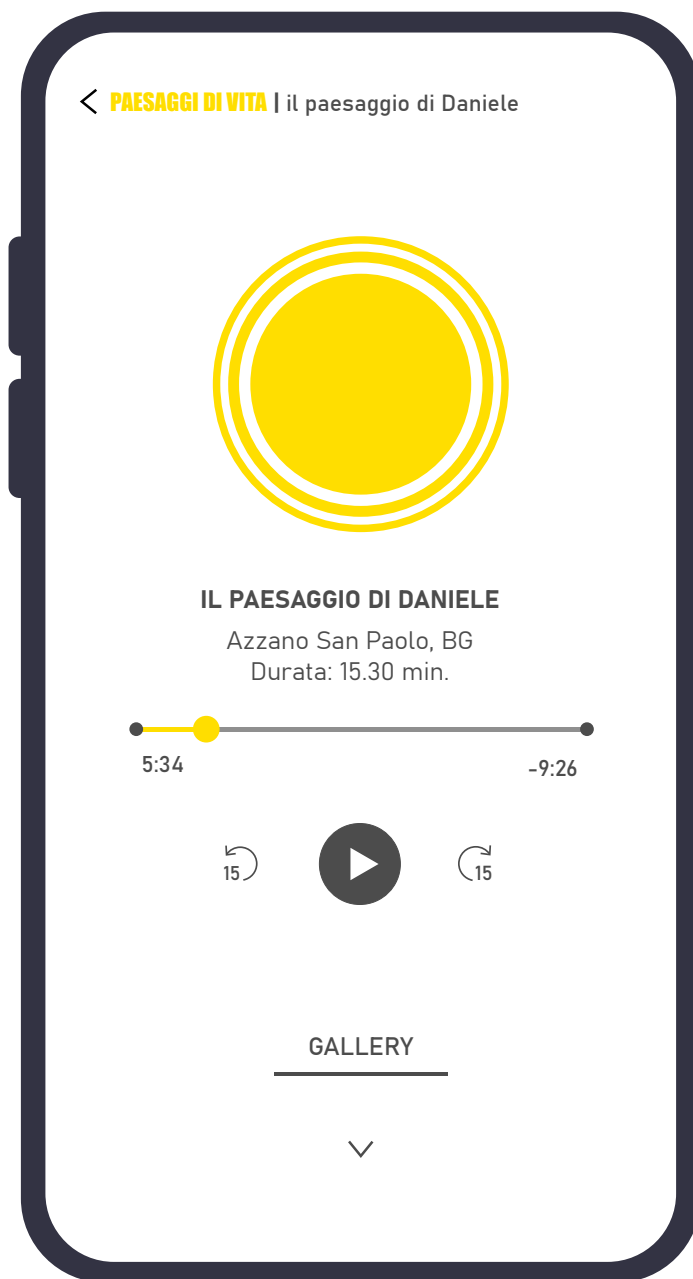 PAESAGGI DI VITA | il paesaggio di Daniele
IL PAESAGGIO DI DANIELE
Azzano San Paolo, BG
Durata: 15.30 min.
5:34
-9:26
15
15
GALLERY